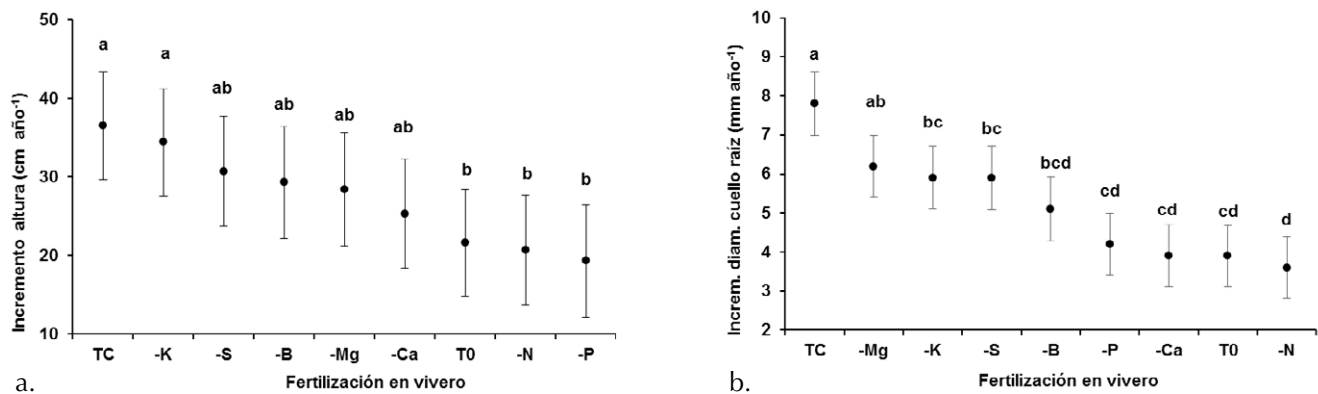 Incremento altura (cm año⁻¹)
50
40
30
20
10
a a ab ab ab ab b b b
TC -K -S -B -Mg -Ca T0 -N -P
Fertilización en vivero
a.
Increm. diam. cuello raíz (mm año⁻¹)
10
9
8
7
6
5
4
3
2
a ab bc bc bcd cd cd cd d
TC -Mg -K -S -B -P -Ca T0 -N
Fertilización en vivero
b.